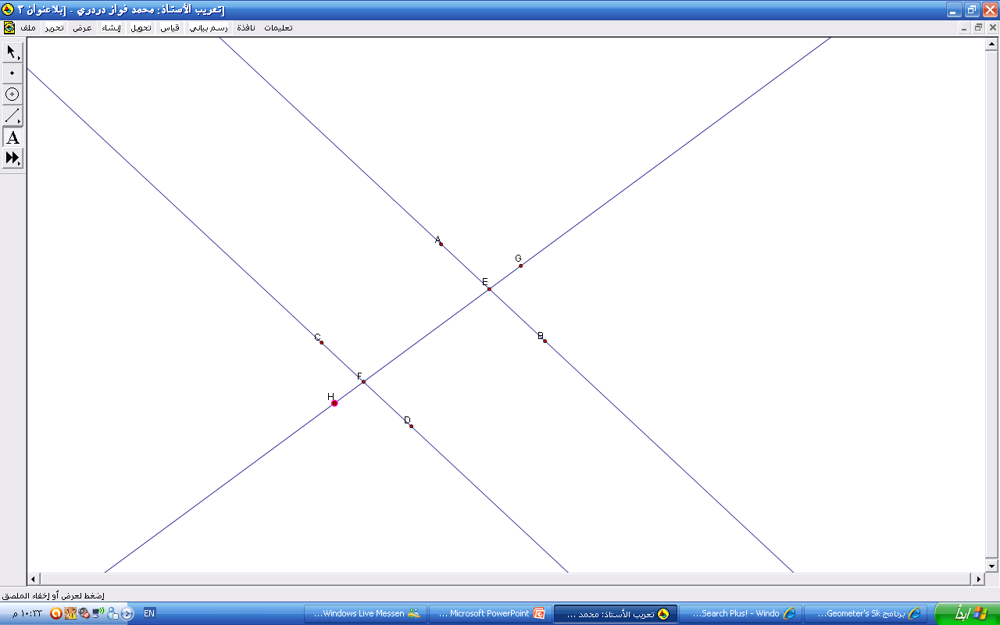 [تعريب الأستاذ: محمد فواز دردري - [بلاعنوان ٣
ملف تحرير عرض إنشاء تحويل قياس رسم بياني نافذة تعليمات
A
A
G
E
C
B
F
H
D
إضغط لعرض أو إخفاء الملصق
ابدأ
برنامج Geometer's Sk...
Search Plus! - Windo...
تعريب الأستاذ: محمد ...
Microsoft PowerPoint ...
Windows Live Messen...
EN
١٠:٢٣ م